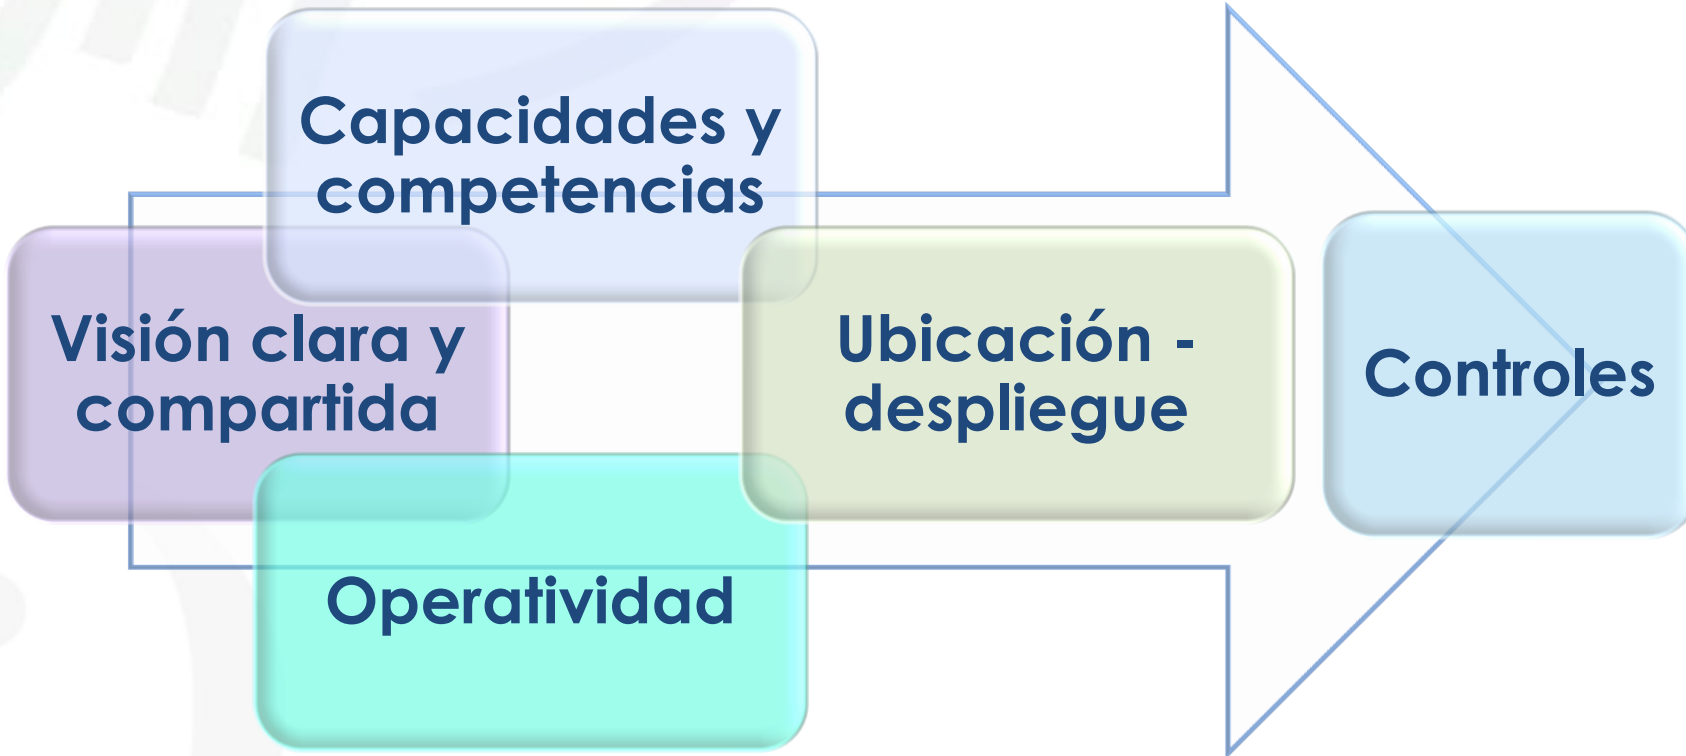 Capacidades y
competencias
Visión clara y
compartida
Ubicación -
despliegue
Controles
Operatividad